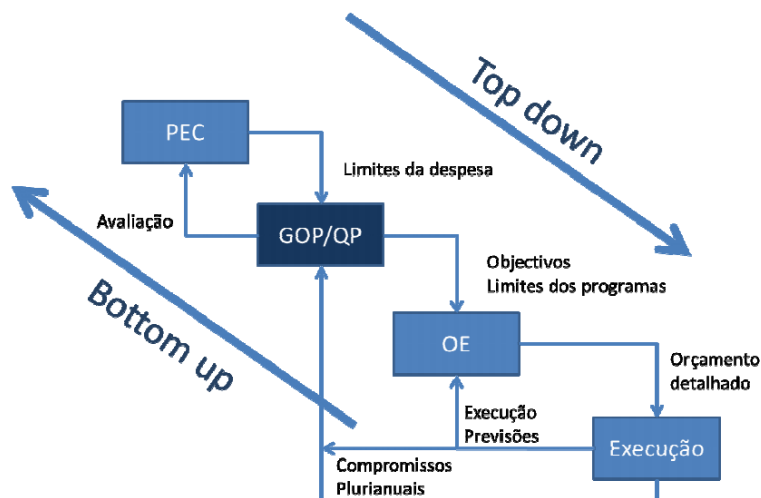 Top down
PEC
Limites da despesa
Avaliação
GOP/QP
Objectivos
Limites dos programas
Bottom up
OE
Orçamento
detalhado
Execução
Previsões
Execução
Compromissos
Plurianuais